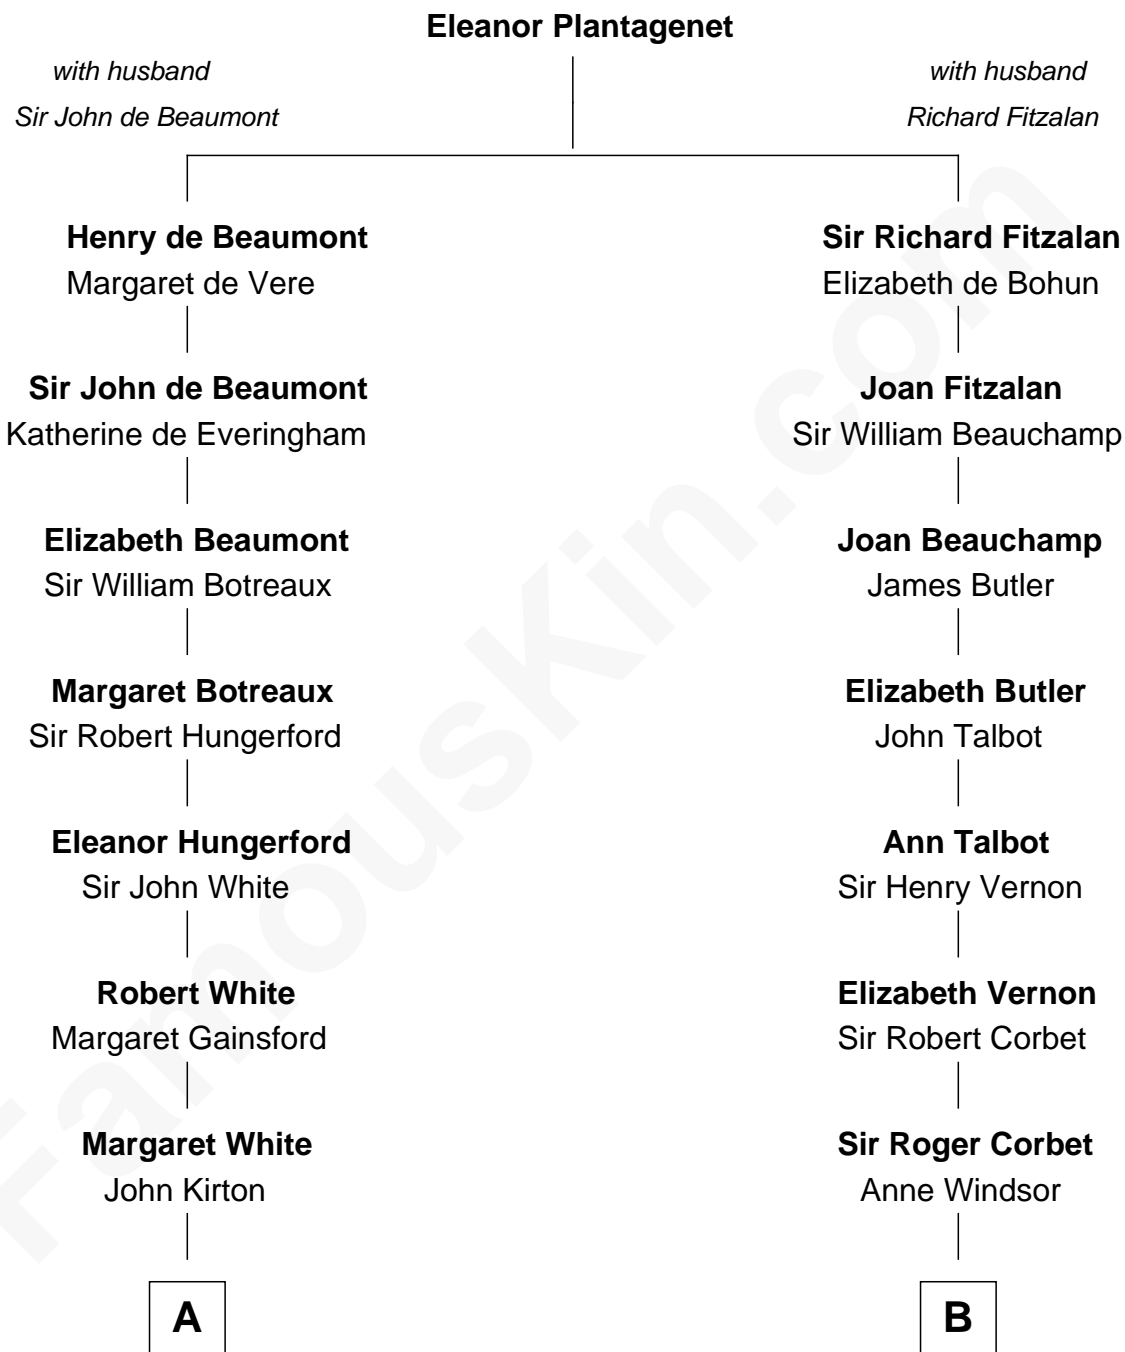 Eleanor Plantagenet
with husband
Sir John de Beaumont
with husband
Richard Fitzalan
Henry de Beaumont
Margaret de Vere
Sir John de Beaumont
Katherine de Everingham
Elizabeth Beaumont
Sir William Botreaux
Margaret Botreaux
Sir Robert Hungerford
Eleanor Hungerford
Sir John White
Robert White
Margaret Gainsford
Margaret White
John Kirton
A
Sir Richard Fitzalan
Elizabeth de Bohun
Joan Fitzalan
Sir William Beauchamp
Joan Beauchamp
James Butler
Elizabeth Butler
John Talbot
Ann Talbot
Sir Henry Vernon
Elizabeth Vernon
Sir Robert Corbet
Sir Roger Corbet
Anne Windsor
B
FamousKin.com